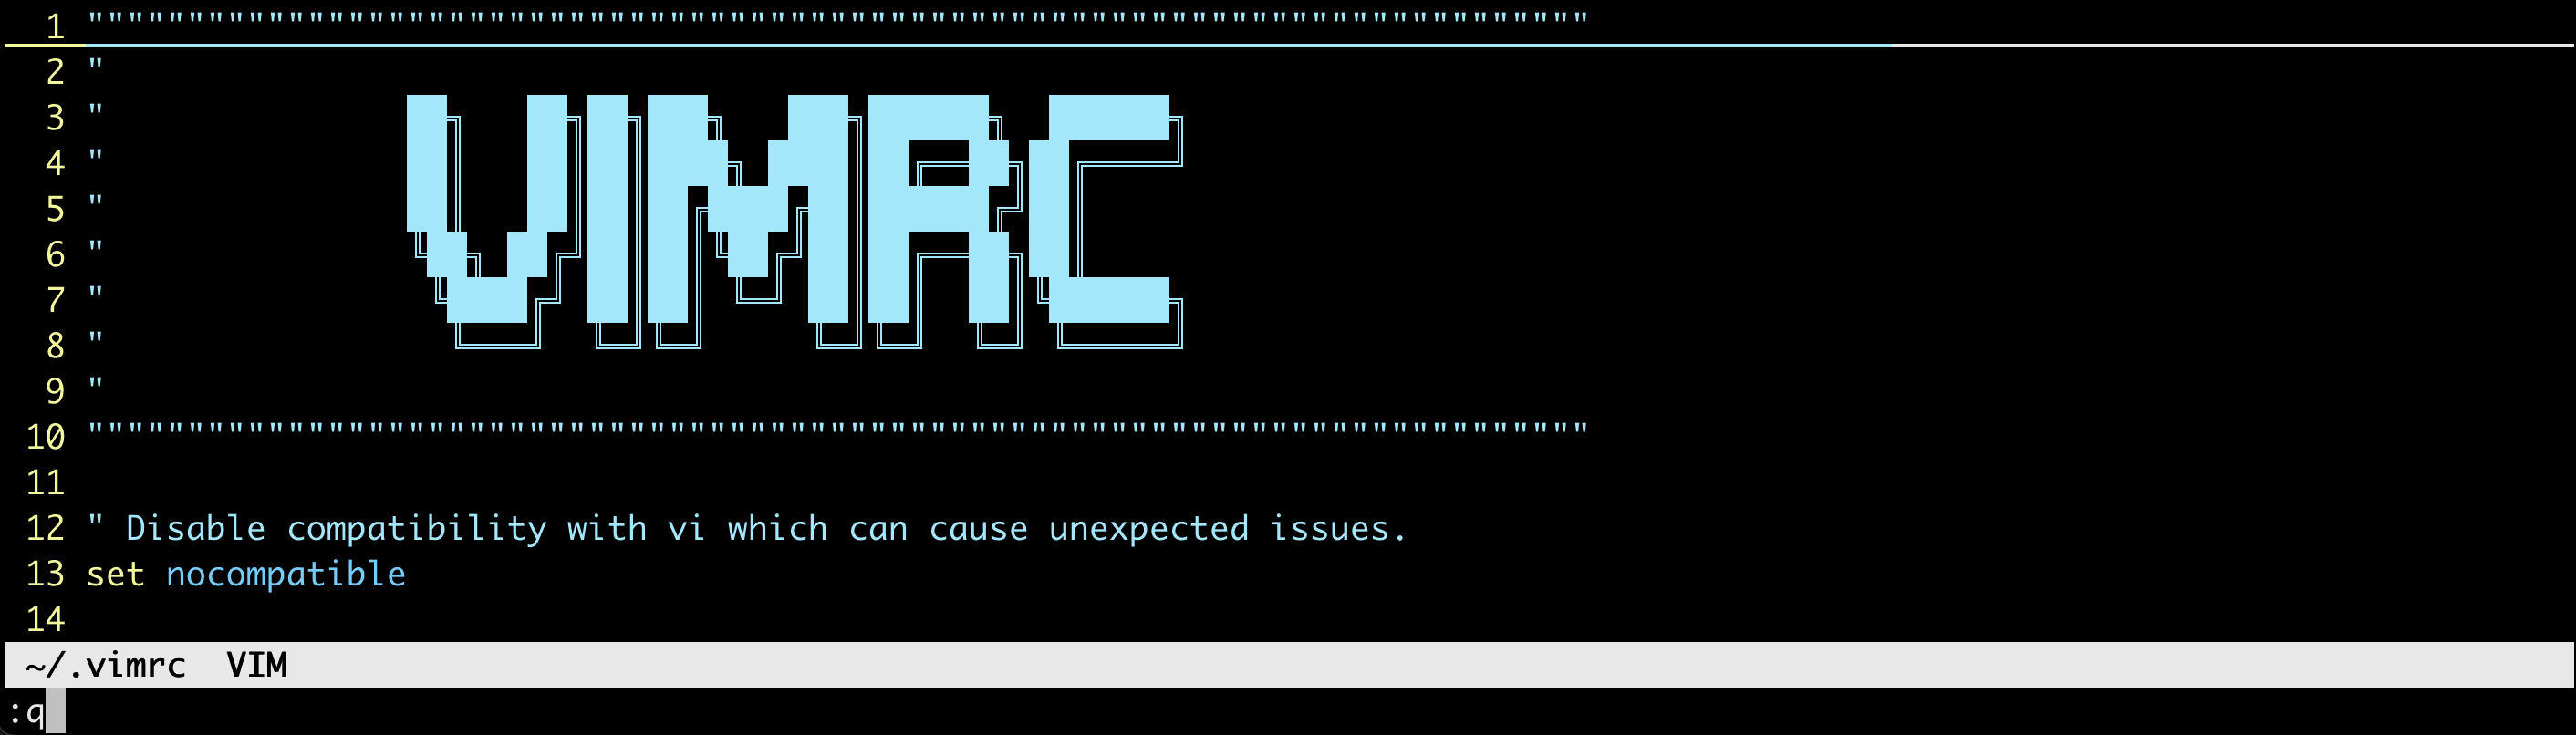 1 """""""""""""""""""""""""""""""""""""""""""""""""""""""""""""""""""""""""""
2 "
3 "
4 "
5 " VIMRC
6 "
7 "
8 "
9 "
10 """""""""""""""""""""""""""""""""""""""""""""""""""""""""""""""""""""""""""
11
12 " Disable compatibility with vi which can cause unexpected issues.
13 set nocompatible
14
~/.vimrc VIM
:q